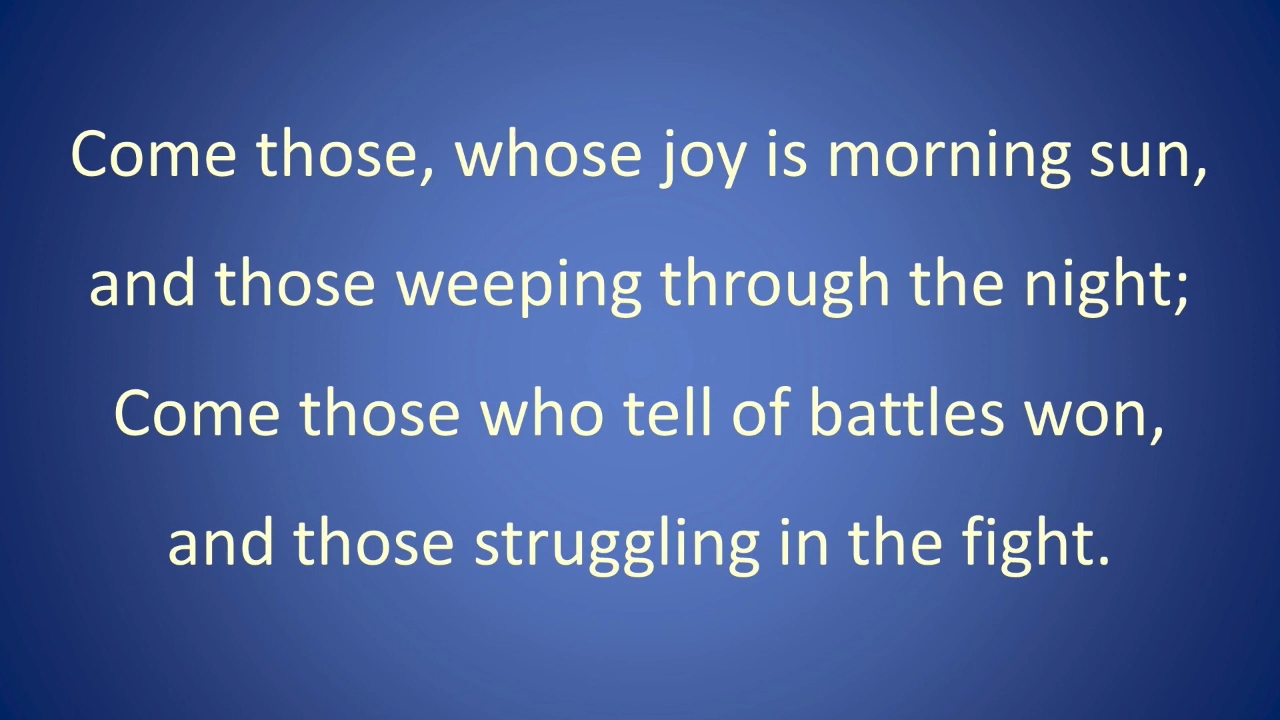 Come those, whose joy is morning sun,
and those weeping through the night;
Come those who tell of battles won,
and those struggling in the fight.